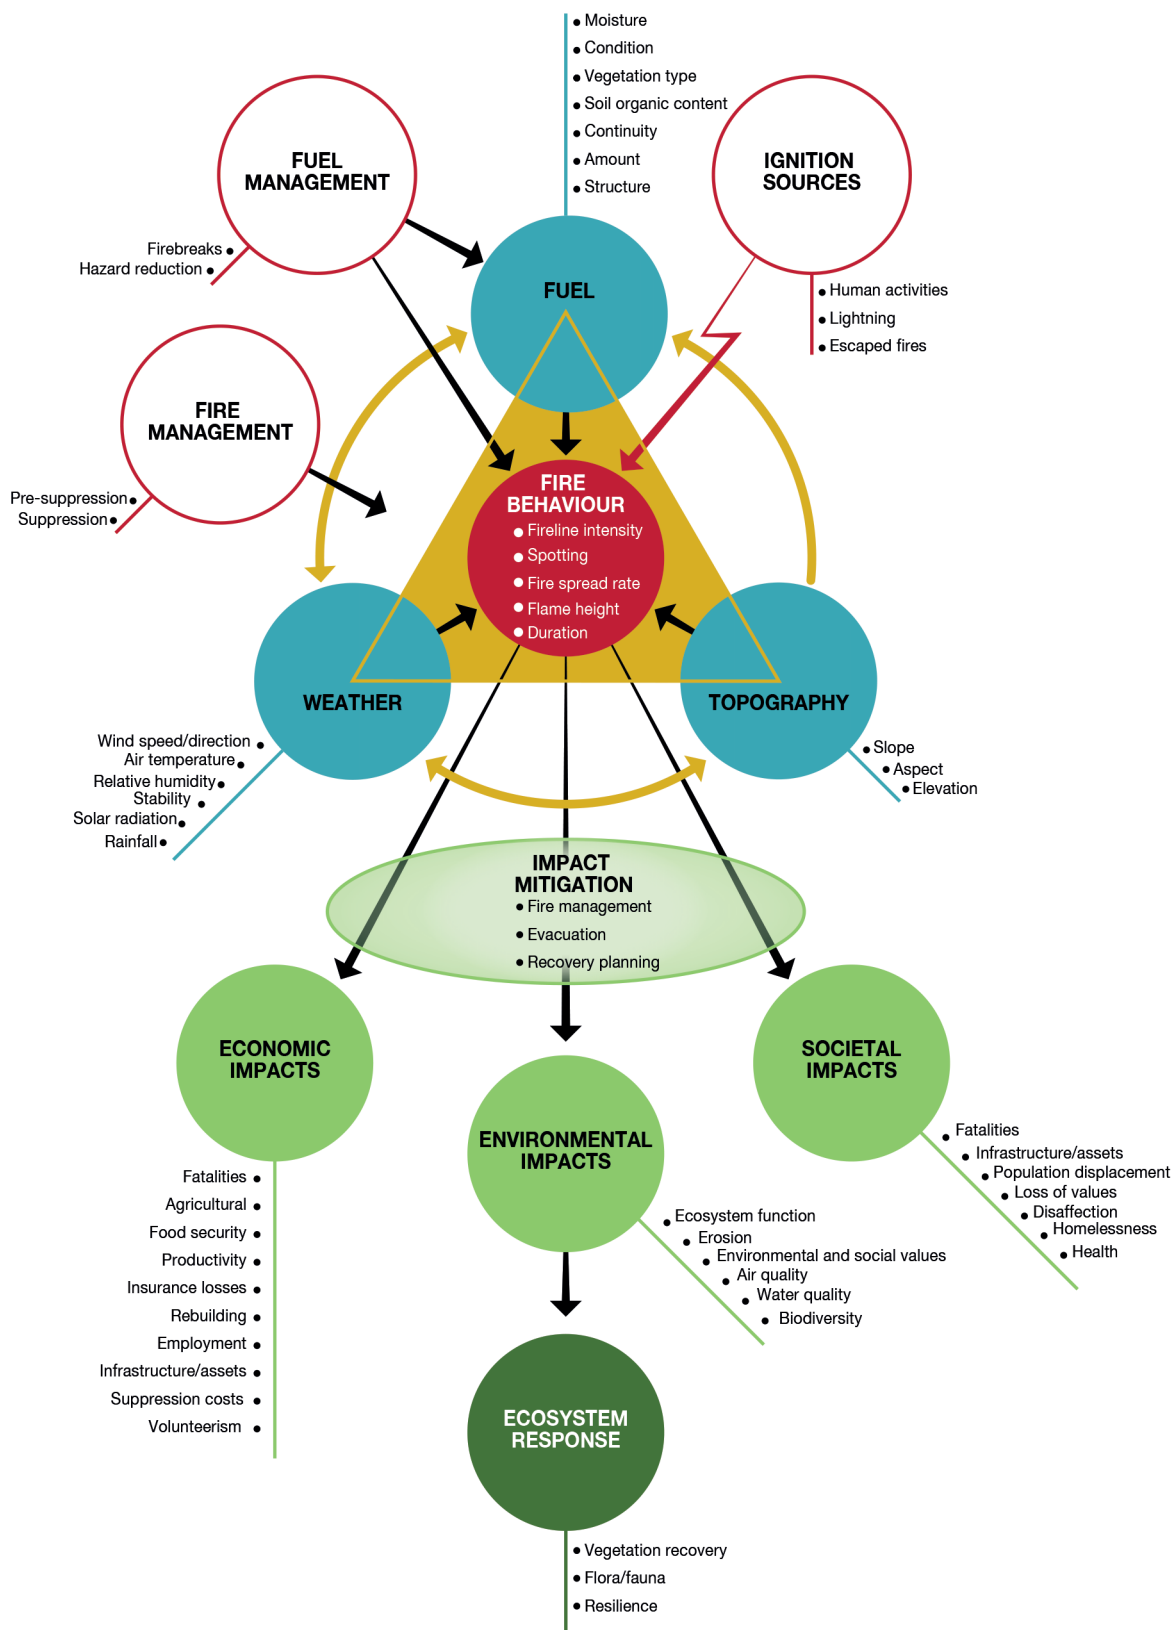 Moisture
Condition
Vegetation type
Soil organic content
Continuity
Amount
Structure
FUEL
MANAGEMENT
Firebreaks
Hazard reduction
IGNITION
SOURCES
Human activities
Lightning
Escaped fires
FUEL
FIRE
MANAGEMENT
Pre-suppression
Suppression
FIRE
BEHAVIOUR
Fireline intensity
Spotting
Fire spread rate
Flame height
Duration
WEATHER
Wind speed/direction
Air temperature
Relative humidity
Stability
Solar radiation
Rainfall
TOPOGRAPHY
Slope
Aspect
Elevation
IMPACT
MITIGATION
Fire management
Evacuation
Recovery planning
ECONOMIC
IMPACTS
Fatalities
Agricultural
Food security
Productivity
Insurance losses
Rebuilding
Employment
Infrastructure/assets
Suppression costs
Volunteerism
ENVIRONMENTAL
IMPACTS
Ecosystem function
Erosion
Environmental and social values
Air quality
Water quality
Biodiversity
SOCIETAL
IMPACTS
Fatalities
Infrastructure/assets
Population displacement
Loss of values
Disaffection
Homelessness
Health
ECOSYSTEM
RESPONSE
Vegetation recovery
Flora/fauna
Resilience